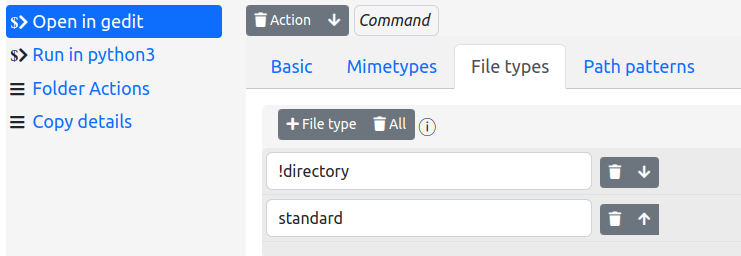 Open in gedit
Run in python3
Folder Actions
Copy details
Action Command
Basic Mimetypes File types Path patterns
File type All
!directory
standard